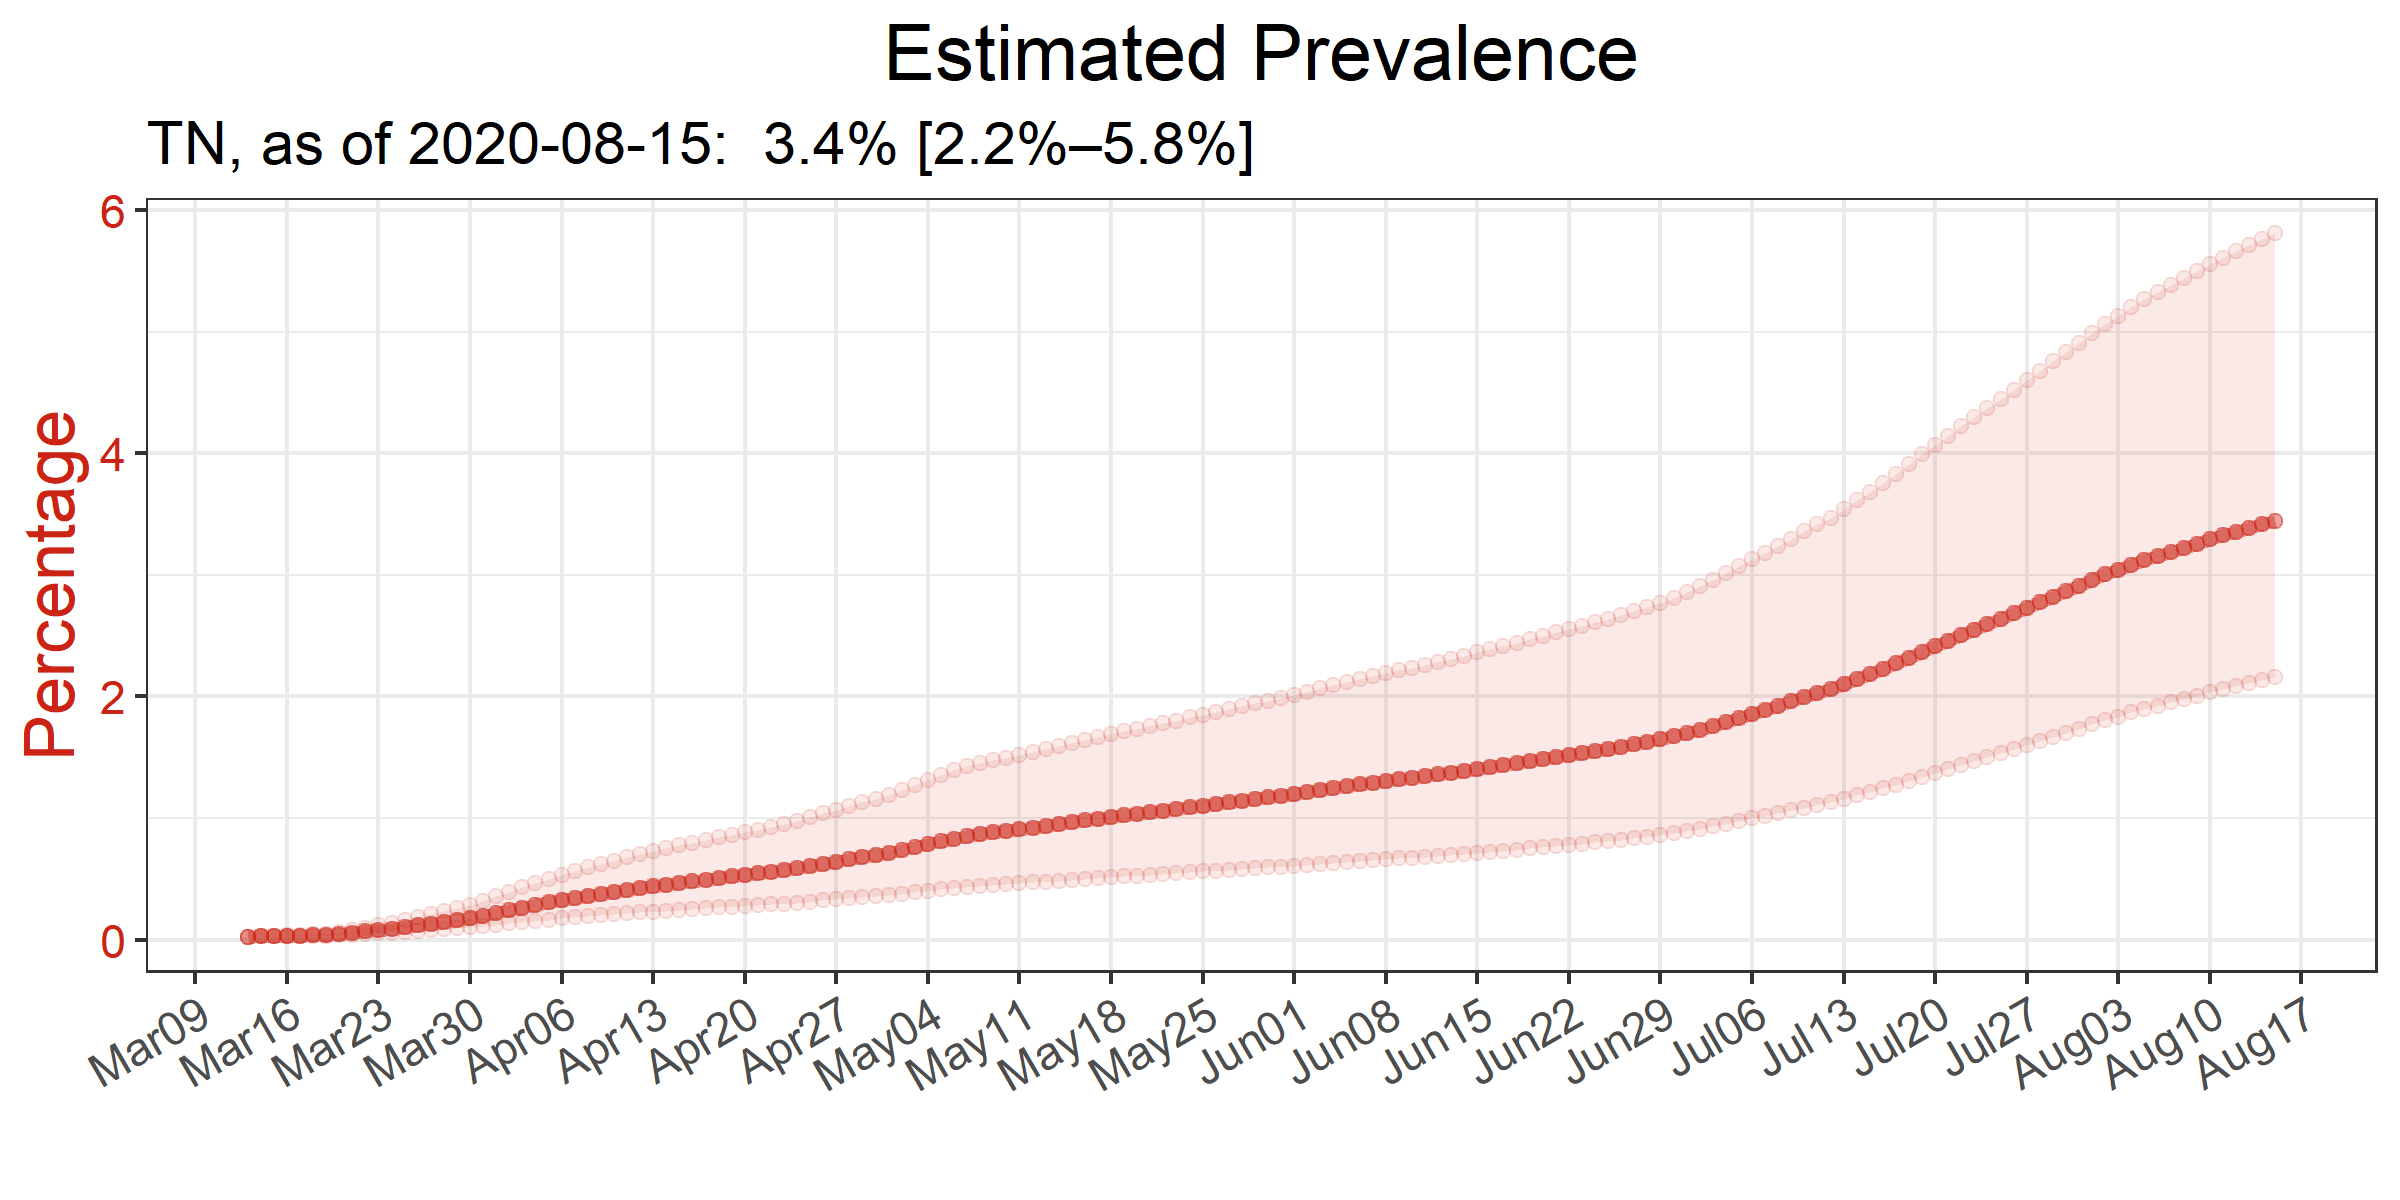 Estimated Prevalence
TN, as of 2020-08-15:  3.4% [2.2%–5.8%]
Percentage
6
4
2
0
Mar09
Mar16
Mar23
Mar30
Apr06
Apr13
Apr20
Apr27
May04
May11
May18
May25
Jun01
Jun08
Jun15
Jun22
Jun29
Jul06
Jul13
Jul20
Jul27
Aug03
Aug10
Aug17